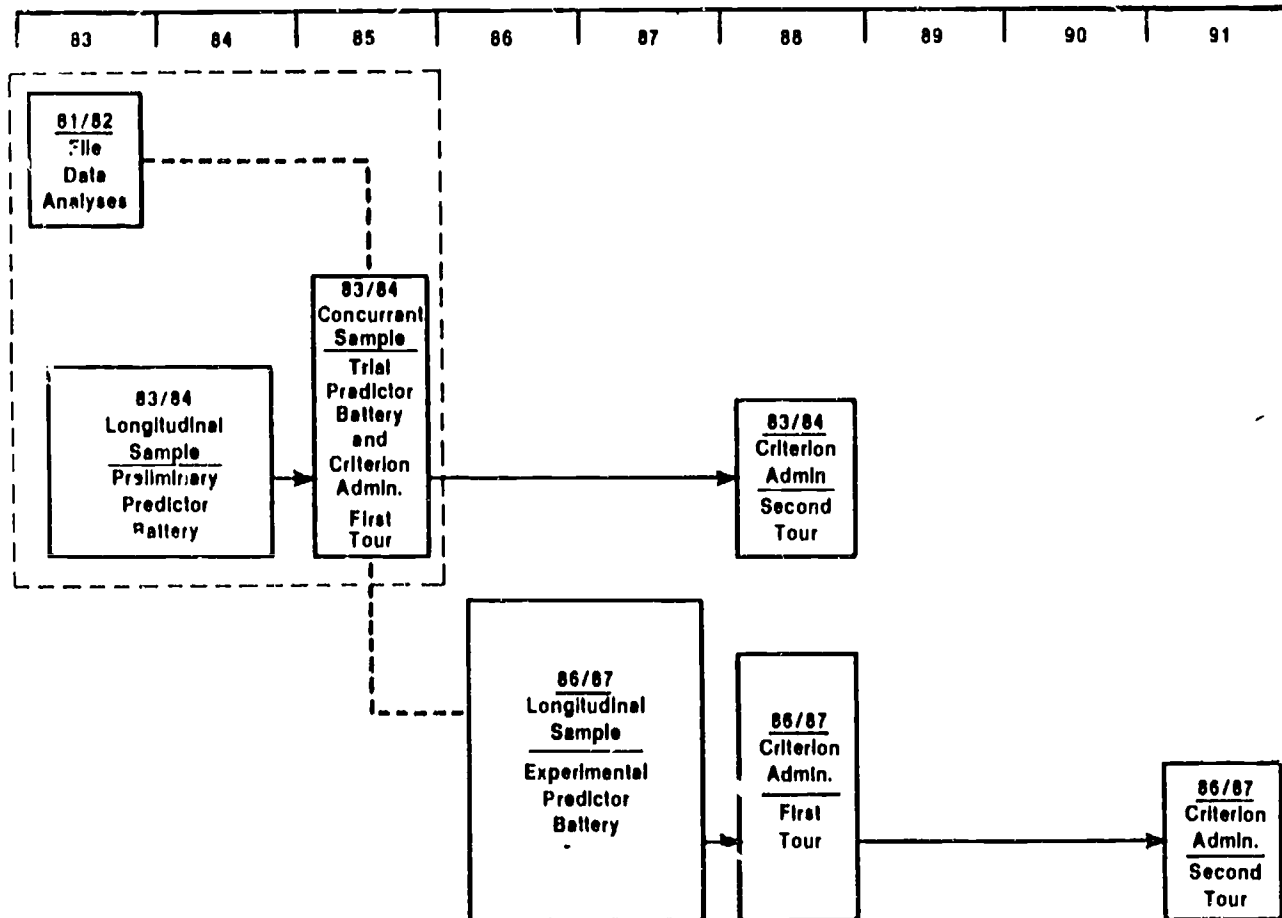 83 84 85 86 87 88 89 90 91
81/82
File
Data
Analyses
83/84
Longitudinal
Sample
Preliminary
Predictor
Battery
83/84
Concurrant
Sample
Trial
Predictor
Battery
and
Criterion
Admin.
First
Tour
83/84
Criterion
Admin
Second
Tour
86/87
Longitudinal
Sample
Experimental
Predictor
Battery
86/87
Criterion
Admin.
First
Tour
86/87
Criterion
Admin.
Second
Tour